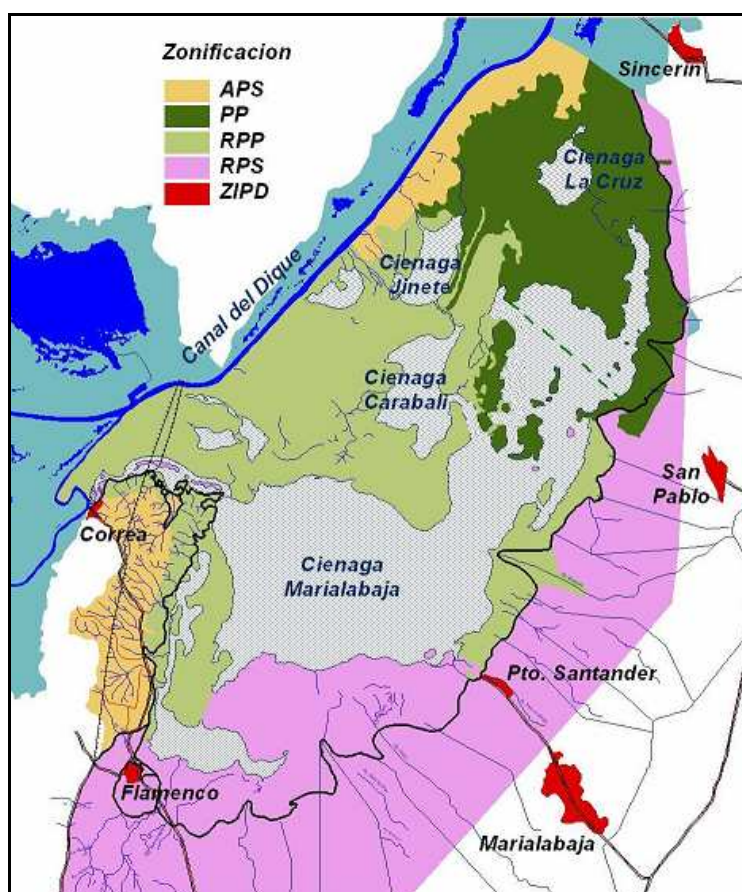 Zonificacion
APS
PP
RPP
RPS
ZIPD
Sincerin
Cienaga
La Cruz
Cienaga
Jinete
Canal del Dique
Cienaga
Carabali
San
Pablo
Correa
Cienaga
Marialabaja
Pto. Santander
Flamenco
Marialabaja